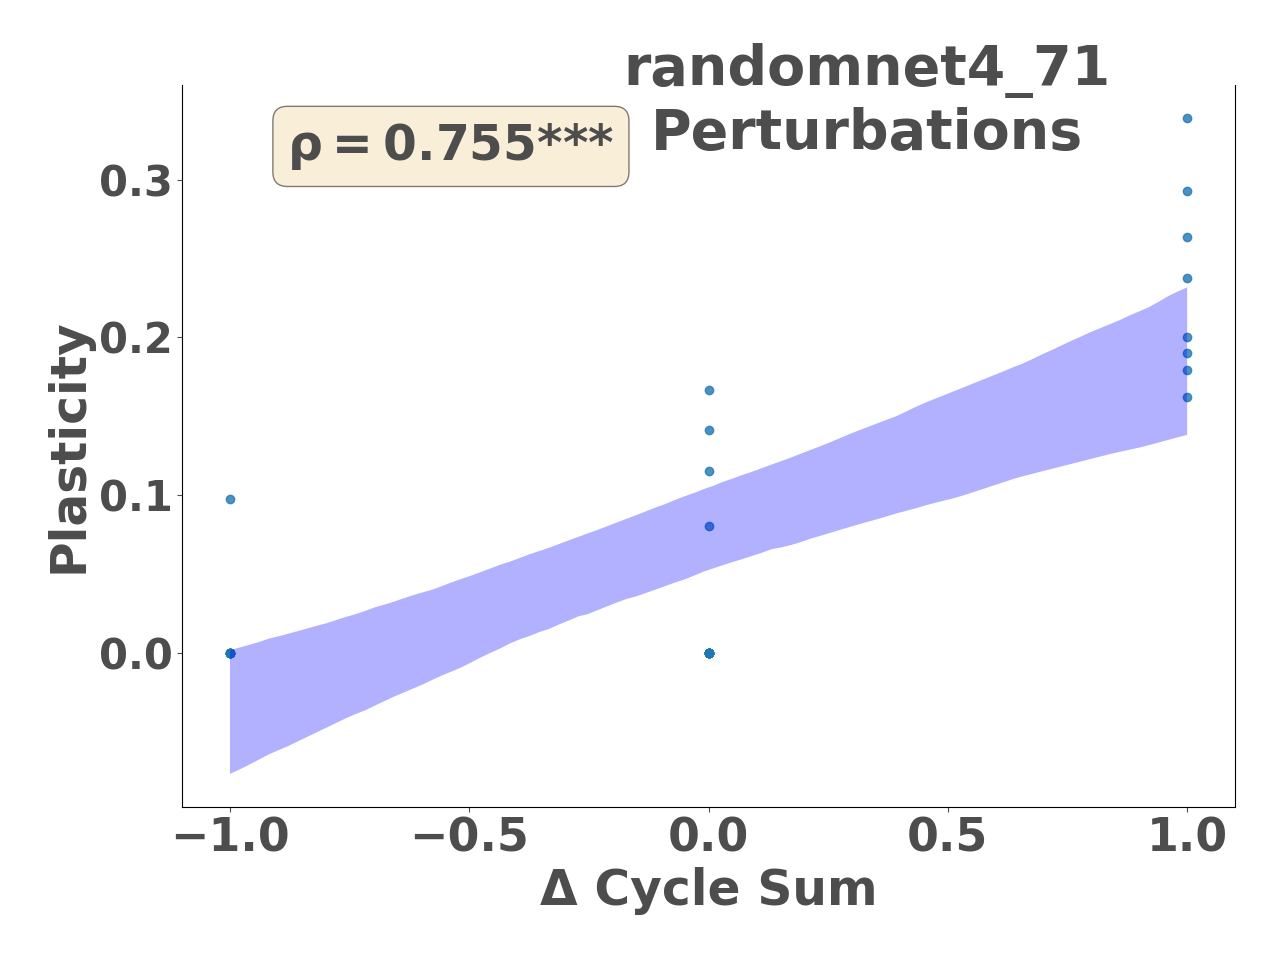 randomnet4_71
Perturbations
ρ = 0.755***
0.3
0.2
0.1
0.0
Plasticity
−1.0 −0.5 0.0 0.5 1.0
Δ Cycle Sum